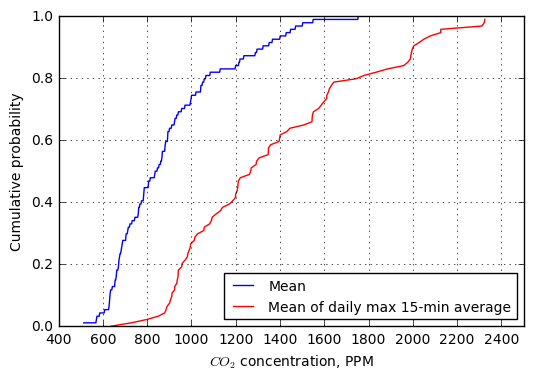 1.0
0.8
0.6
0.4
0.2
0.0
Cumulative probability
400 600 800 1000 1200 1400 1600 1800 2000 2200 2400
CO2 concentration, PPM
Mean
Mean of daily max 15-min average